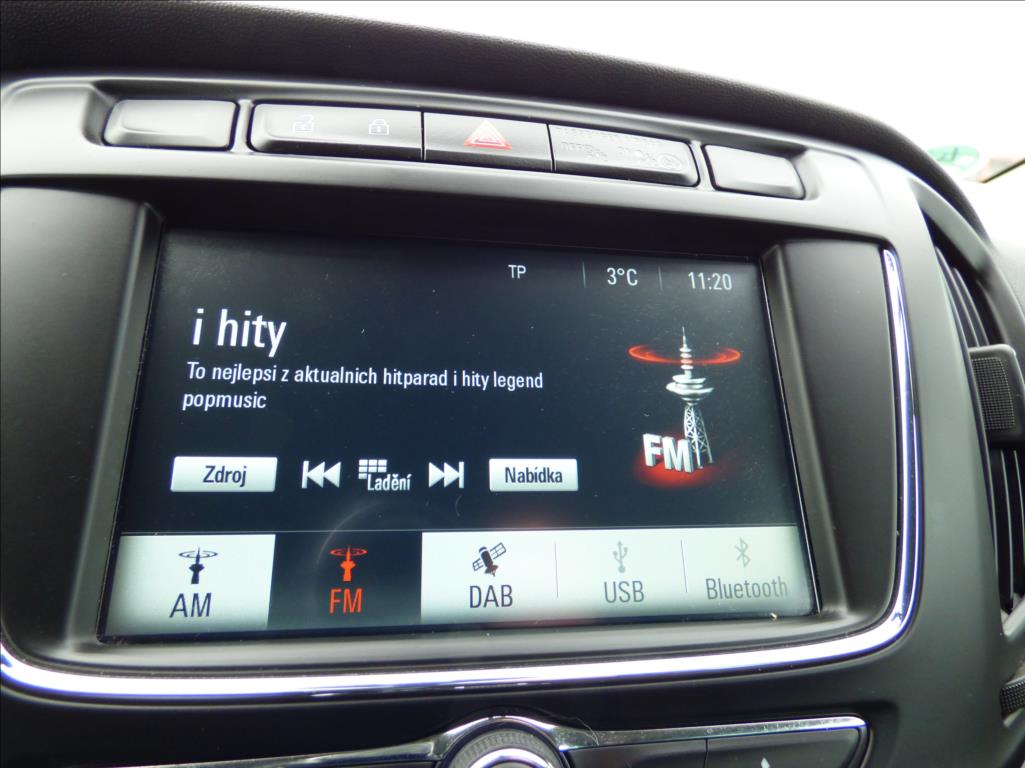 TP 3°C 11:20
i hity
To nejlepsi z aktualnich hitparad i hity legend
popmusic
FM
Zdroj Ladění Nabídka
AM FM DAB USB Bluetooth